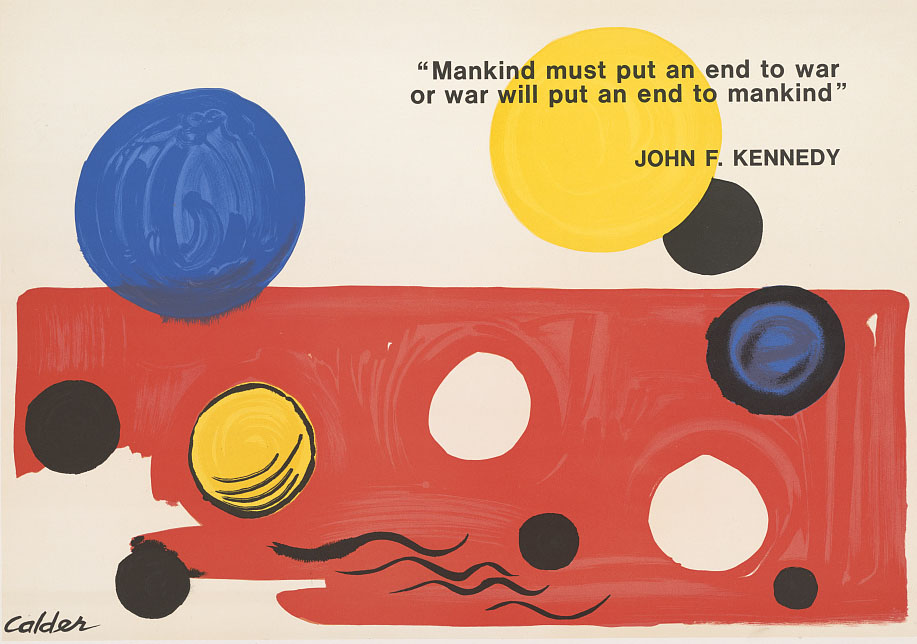 “Mankind must put an end to war
or war will put an end to mankind”
JOHN F. KENNEDY
Calder